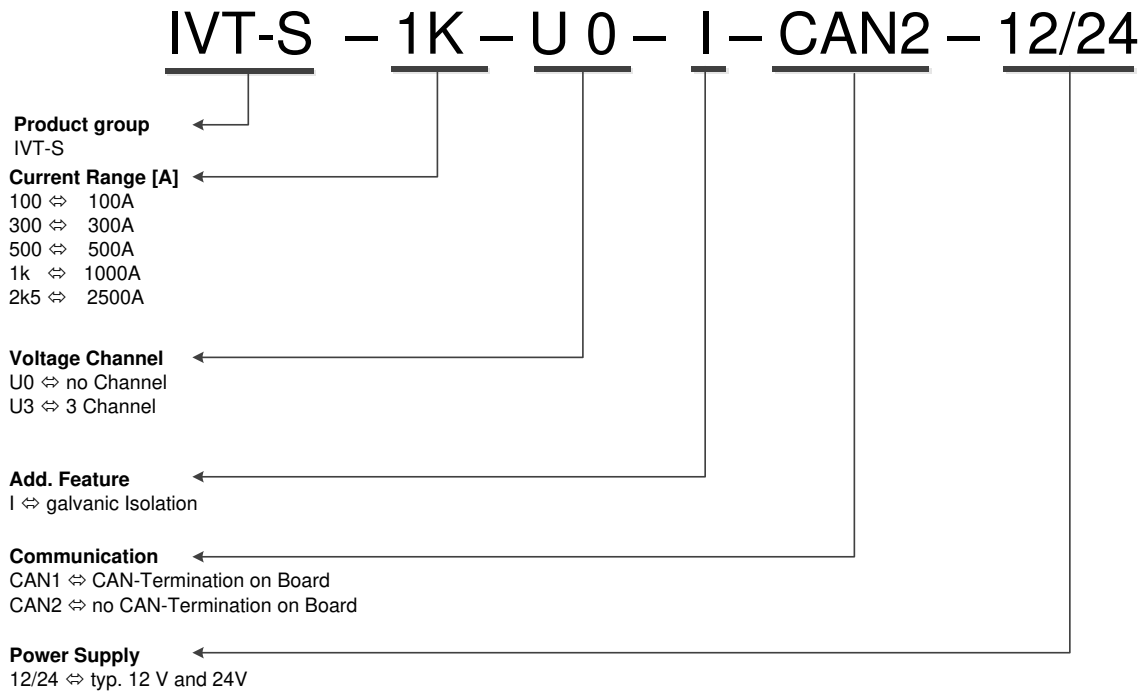 IVT-S – 1K – U 0 – I – CAN2 – 12/24
Product group
IVT-S
Current Range [A]
100 ⇔ 100A
300 ⇔ 300A
500 ⇔ 500A
1k ⇔ 1000A
2k5 ⇔ 2500A
Voltage Channel
U0 ⇔ no Channel
U3 ⇔ 3 Channel
Add. Feature
I ⇔ galvanic Isolation
Communication
CAN1 ⇔ CAN-Termination on Board
CAN2 ⇔ no CAN-Termination on Board
Power Supply
12/24 ⇔ typ. 12 V and 24V